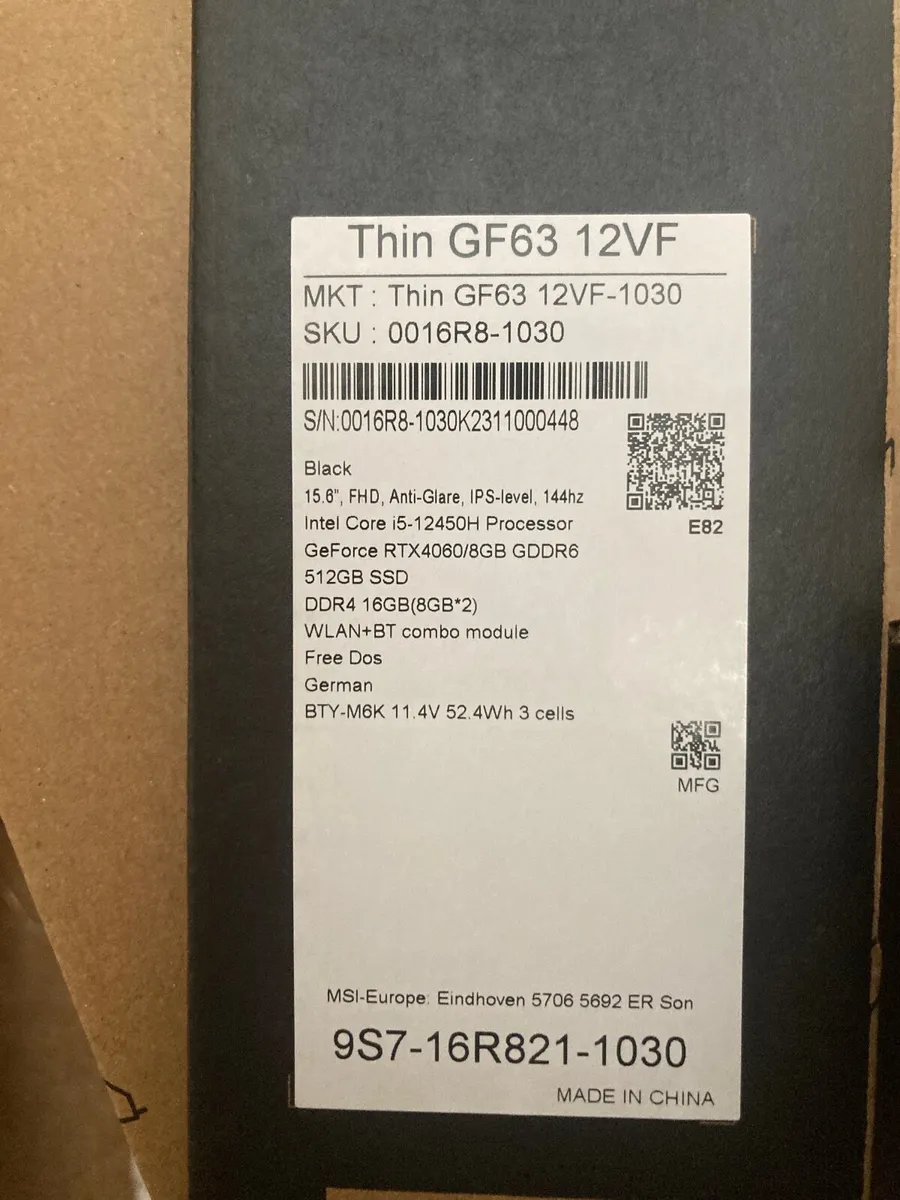 Thin GF63 12VF
MKT : Thin GF63 12VF-1030
SKU : 0016R8-1030
S/N:0016R8-1030K2311000448
E82
Black
15.6", FHD, Anti-Glare, IPS-level, 144hz
Intel Core i5-12450H Processor
GeForce RTX4060/8GB GDDR6
512GB SSD
DDR4 16GB(8GB*2)
WLAN+BT combo module
Free Dos
German
BTY-M6K 11.4V 52.4Wh 3 cells
MFG
MSI-Europe: Eindhoven 5706 5692 ER Son
9S7-16R821-1030
MADE IN CHINA